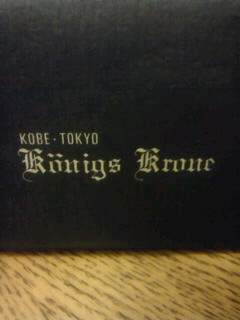 KOBE · TOKYO
Königs Krone